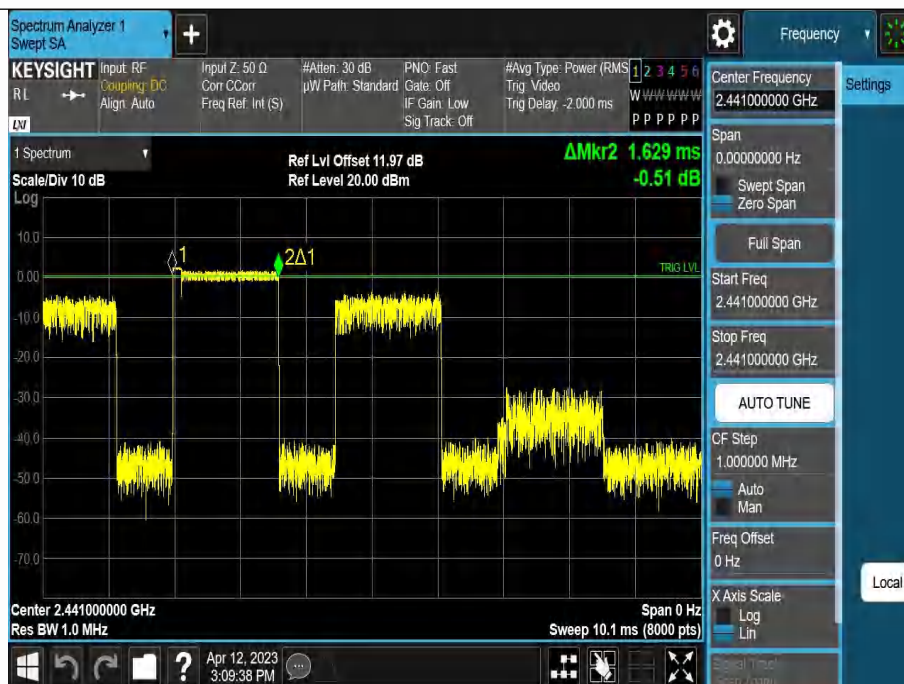 Spectrum Analyzer 1
Swept SA
+
Frequency
KEYSIGHT
RL
LXI
Input: RF
Coupling: DC
Align: Auto
Input Z: 50 Ω
Corr CCorr
Freq Ref: Int (S)
#Atten: 30 dB
µW Path: Standard
PNO: Fast
Gate: Off
IF Gain: Low
Sig Track: Off
#Avg Type: Power (RMS
Trig: Video
Trig Delay: -2.000 ms
1 2 3 4 5 6
W W W W W W
P P P P P P
Settings
Center Frequency
2.441000000 GHz
Span
0.00000000 Hz
Swept Span
Zero Span
Full Span
Start Freq
2.441000000 GHz
Stop Freq
2.441000000 GHz
AUTO TUNE
CF Step
1.000000 MHz
Auto
Man
Freq Offset
0 Hz
X Axis Scale
Log
Lin
Local
1 Spectrum
Scale/Div 10 dB
Log
Ref Lvl Offset 11.97 dB
Ref Level 20.00 dBm
ΔMkr2 1.629 ms
-0.51 dB
10.0
0.00
-10.0
-20.0
-30.0
-40.0
-50.0
-60.0
-70.0
1
2Δ1
TRIG LVL
Center 2.441000000 GHz
Res BW 1.0 MHz
Span 0 Hz
Sweep 10.1 ms (8000 pts)
?
Apr 12, 2023
3:09:38 PM